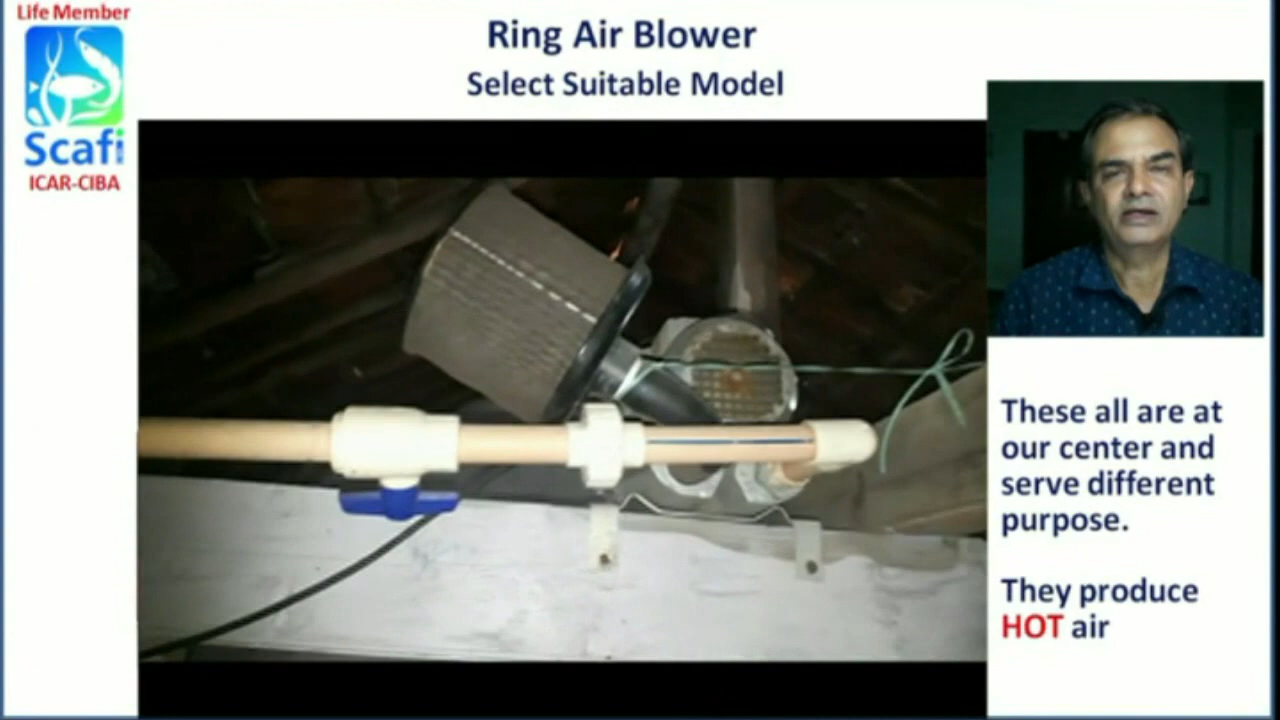 Life Member
Scafi
ICAR-CIBA
Ring Air Blower
Select Suitable Model
These all are at
our center and
serve different
purpose.
They produce
HOT air